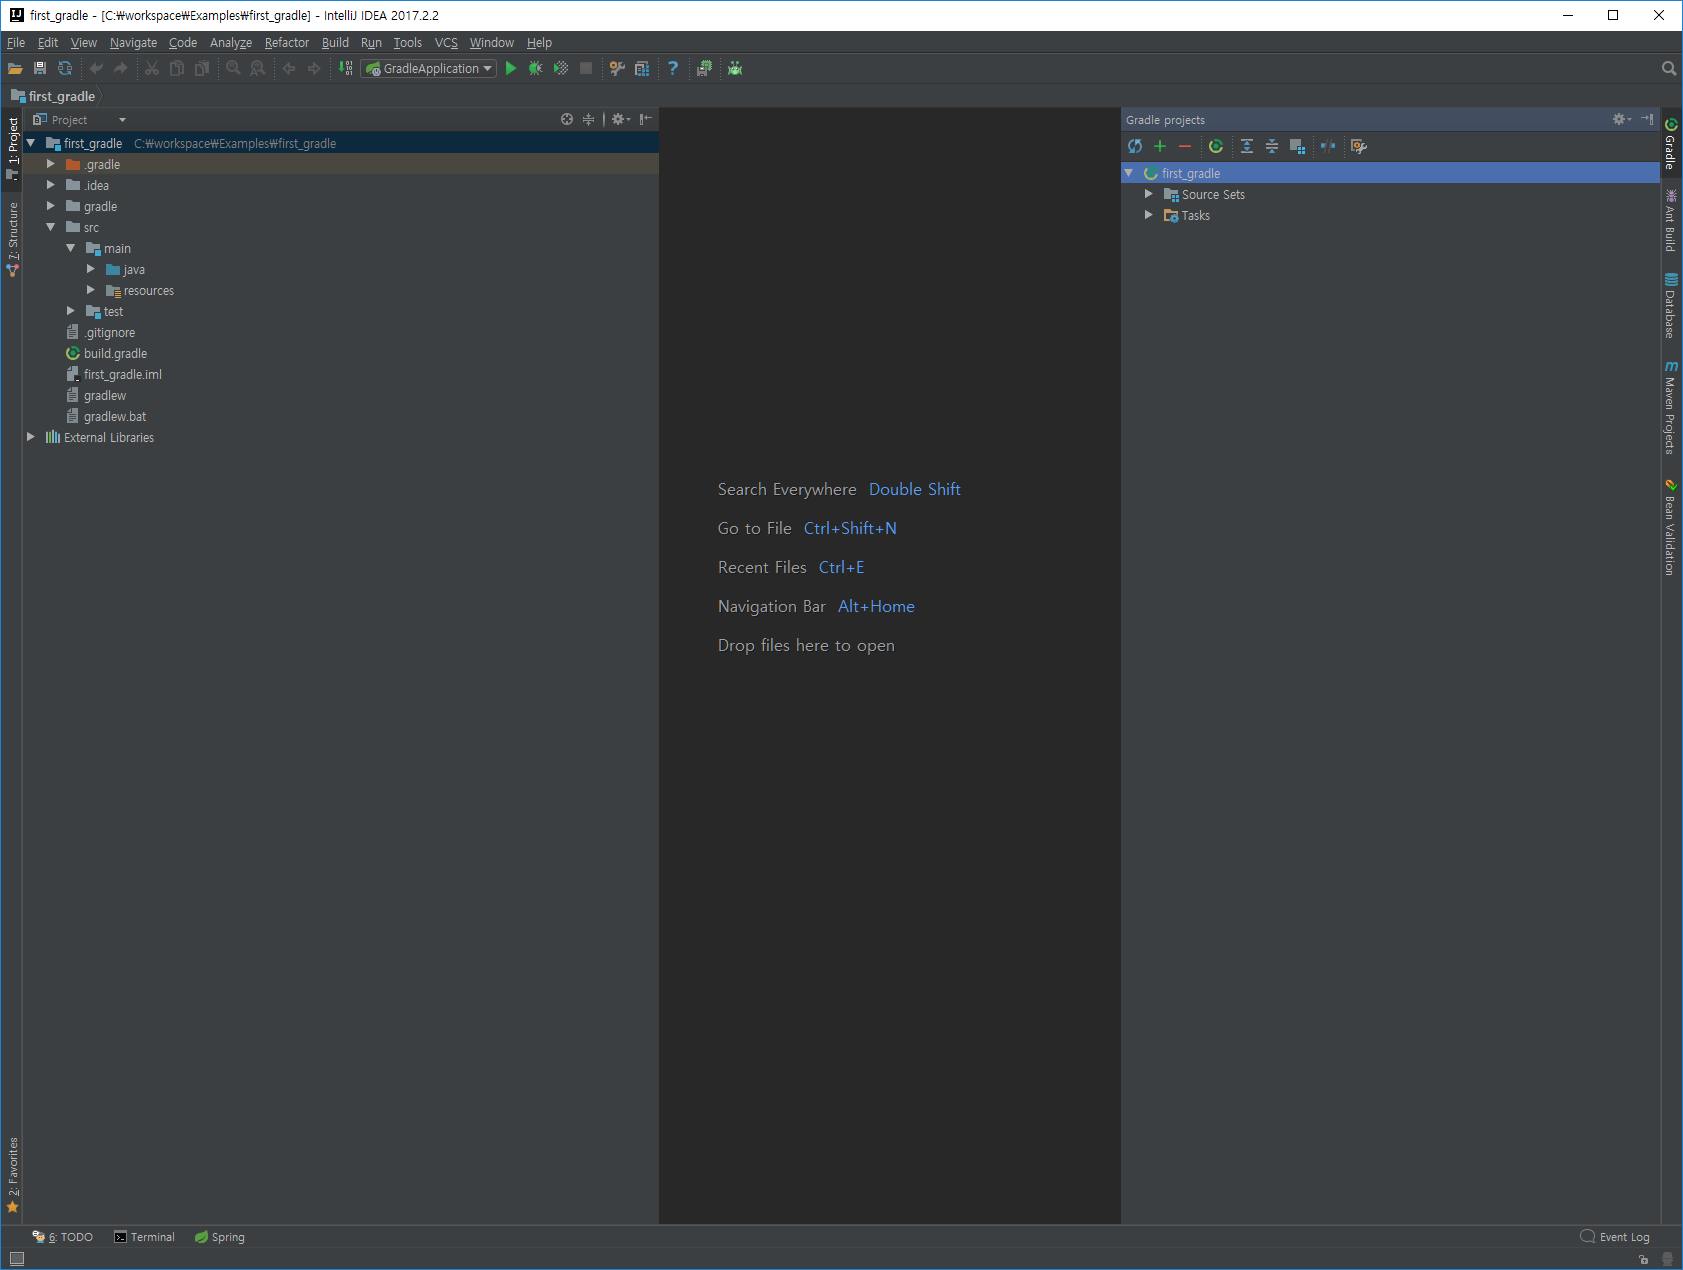 first_gradle - [C:₩workspace₩Examples₩first_gradle] - IntelliJ IDEA 2017.2.2
File Edit View Navigate Code Analyze Refactor Build Run Tools VCS Window Help
GradleApplication
first_gradle
1: Project
7: Structure
2: Favorites
Project
first_gradle C:₩workspace₩Examples₩first_gradle
.gradle
.idea
gradle
src
main
java
resources
test
.gitignore
build.gradle
first_gradle.iml
gradlew
gradlew.bat
External Libraries
Search Everywhere Double Shift
Go to File Ctrl+Shift+N
Recent Files Ctrl+E
Navigation Bar Alt+Home
Drop files here to open
Gradle projects
first_gradle
Source Sets
Tasks
Gradle
Ant Build
Database
Maven Projects
Bean Validation
6: TODO Terminal Spring Event Log